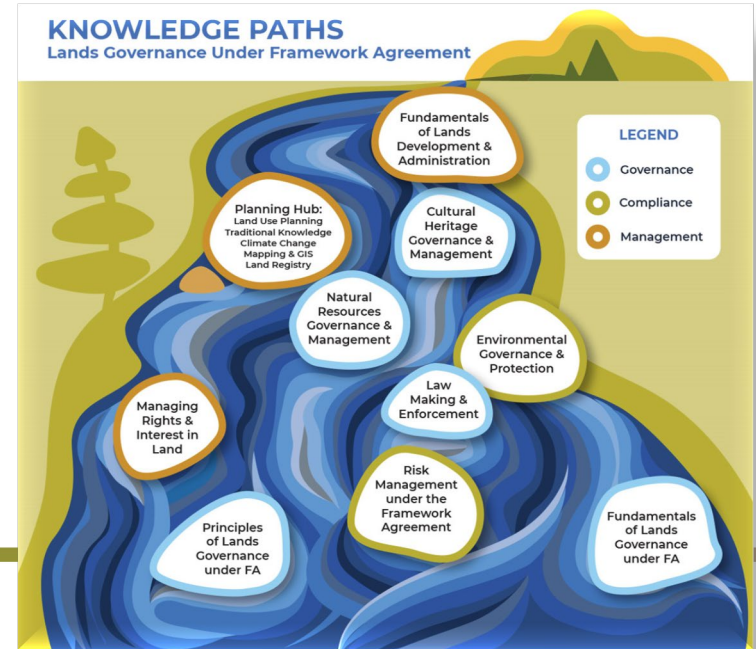 KNOWLEDGE PATHS
Lands Governance Under Framework Agreement
Fundamentals
of Lands
Development &
Administration
LEGEND
Governance
Compliance
Management
Planning Hub:
Land Use Planning
Traditional Knowledge
Climate Change
Mapping & GIS
Land Registry
Cultural
Heritage
Governance &
Management
Natural
Resources
Governance &
Management
Environmental
Governance &
Protection
Law
Making &
Enforcement
Managing
Rights &
Interest in
Land
Risk
Management
under the
Framework
Agreement
Principles
of Lands
Governance
under FA
Fundamentals
of Lands
Governance
under FA